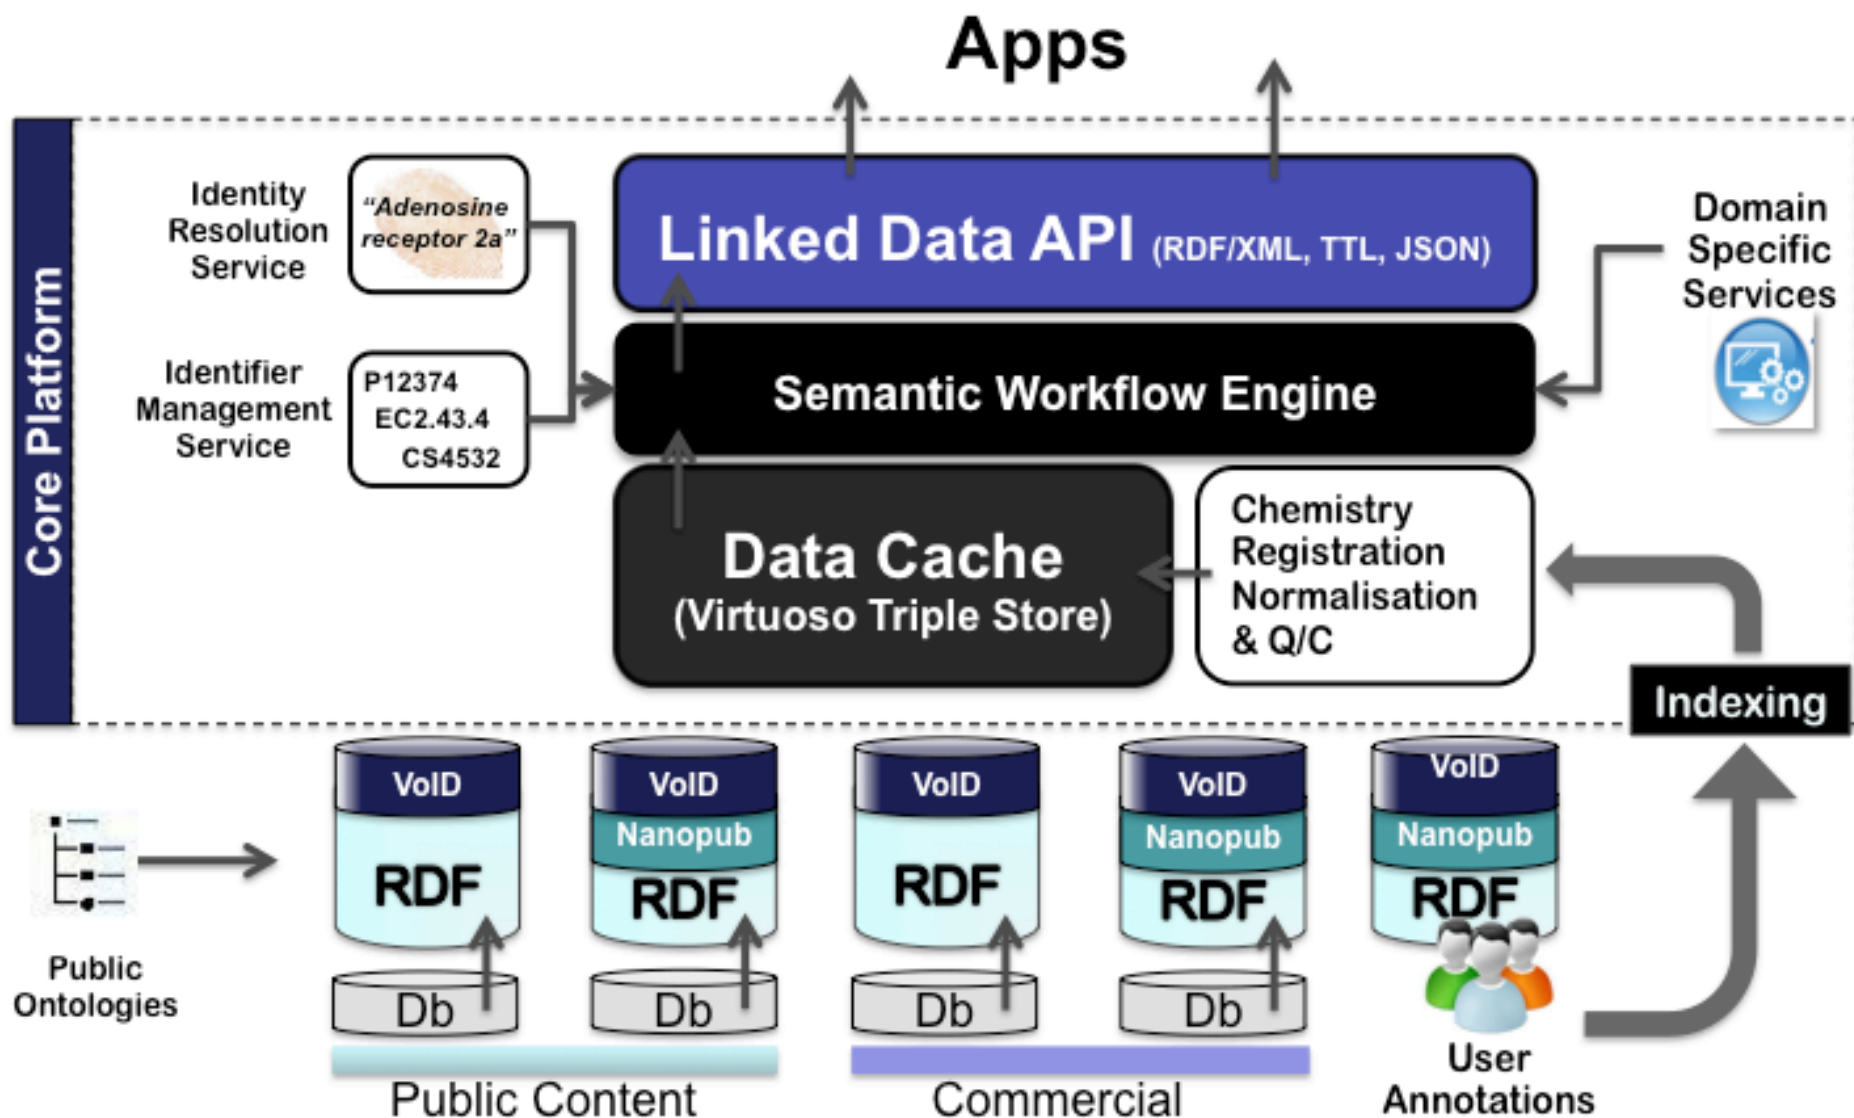 Apps
Core Platform
Identity
Resolution
Service
“Adenosine
receptor 2a”
Linked Data API (RDF/XML, TTL, JSON)
Domain
Specific
Services
Identifier
Management
Service
P12374
EC2.43.4
CS4532
Semantic Workflow Engine
Data Cache
(Virtuoso Triple Store)
Chemistry
Registration
Normalisation
& Q/C
Indexing
VoID
RDF
Db
VoID
Nanopub
RDF
Db
VoID
RDF
Db
VoID
Nanopub
RDF
Db
VoID
Nanopub
RDF
Public
Ontologies
Public Content
Commercial
User
Annotations